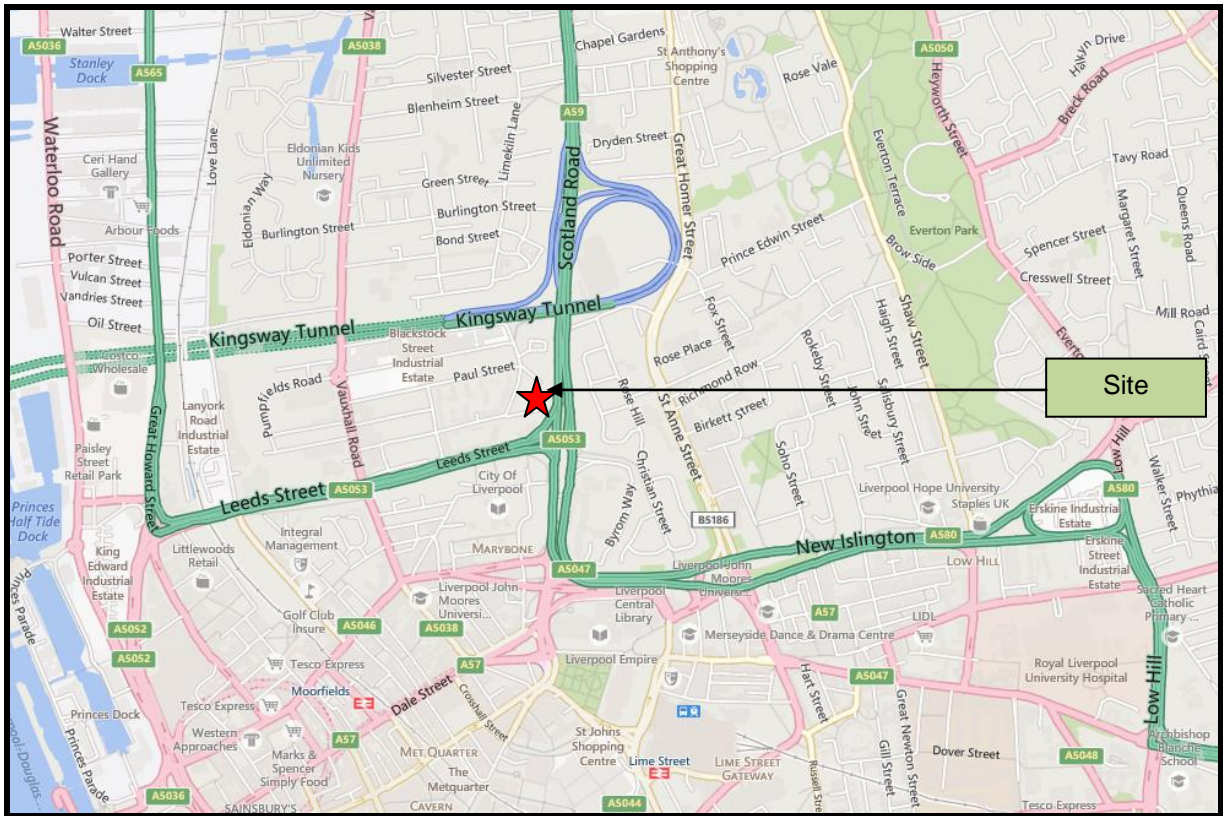 Walter Street
A5036
Stanley
Dock
A565
A5038
Chapel Gardens
St Anthony's
Shopping
Centre
Rose Vale
A5050
Heyworth Street
Breck Road
Silvester Street
Blenheim Street
Limekiln Lane
A59
Dryden Street
Great Homer Street
Everton Terrace
Tavy Road
Margaret Street
Queens Road
Waterloo Road
Love Lane
Ceri Hand
Gallery
Eldonian Kids
Unlimited
Nursery
Green Street
Burlington Street
Bond Street
Eldonian Way
Burlington Street
Arbour Foods
Scotland Road
Prince Edwin Street
Everton Park
Brow Side
Spencer Street
Cresswell Street
Porter Street
Vulcan Street
Vandries Street
Oil Street
Kingsway Tunnel
Kingsway Tunnel
Fox Street
Haigh Street
Shaw Street
Mill Road
Costco
Wholesale
Blackstock
Street
Industrial
Estate
Paul Street
Rose Place
Richmond Row
Birkett Street
Rokeby Street
John Street
Salisbury Street
Site
Pumpfields Road
Vauxhall Road
Rose Hill
St Anne Street
Great Howard Street
Lanyork
Road
Industrial
Estate
Paisley
Street
Retail Park
Leeds Street
A5053
Leeds Street
A5053
City Of
Liverpool
Christian Street
Soho Street
Byrom Way
Liverpool Hope University
Staples UK
Low Hill
A580
Walker Street
Erskine Industrial
Estate
Princes
Half Tide
Dock
B5186
New Islington
A580
Integral
Management
MARYBONE
King
Edward
Industrial
Estate
Littlewoods
Retail
A5047
LOW HILL
Erskine
Street
Industrial
Estate
Liverpool John
Moores
Universi...
Liverpool John
Moores
Universi...
Liverpool
Central
Library
Sacred Heart
Catholic
Primary ...
Princes Parade
Golf Club
Insure
A5046
A5038
A57
LIDL
Merseyside Dance & Drama Centre
A5052
A5052
Tesco Express
A57
Liverpool Empire
Royal Liverpool
University Hospital
Moorfields
Dale Street
Crosshall Street
Hart Street
A5047
Low Hill
Tesco Express
Princes Dock
Western
Approaches
A57
St Johns
Shopping
Centre
Great Newton Street
Gill Street
Dover Street
A5048
Archbishop
Blanche
School
Princes Parade
Marks &
Spencer
Simply Food
MET QUARTER
The
Metquarter
Lime Street
LIME STREET
GATEWAY
A5036
SAINSBURY'S
CAVERN
A5044
Tesco Express